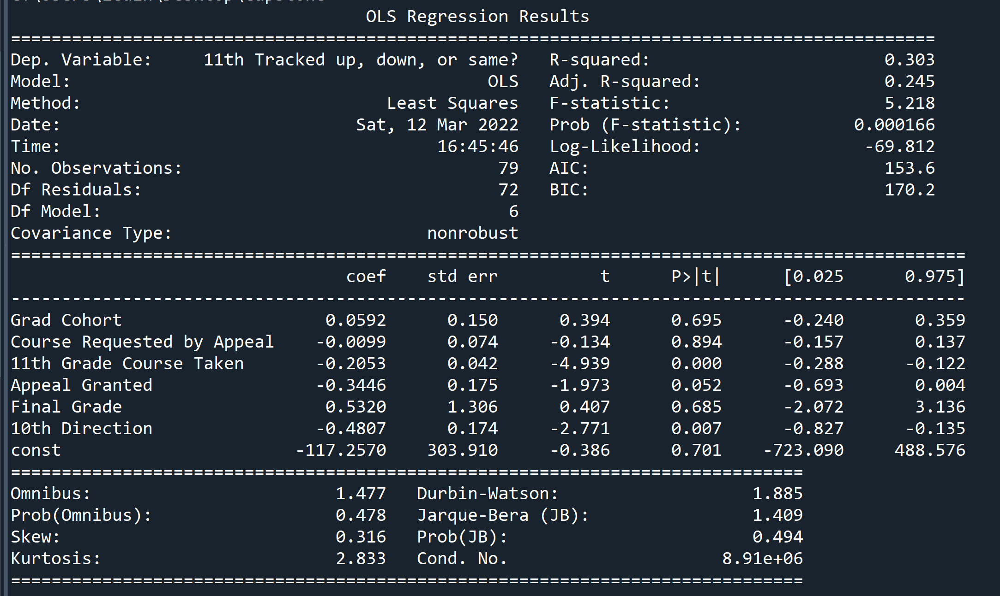 OLS Regression Results
==========================================================================================
Dep. Variable:     11th Tracked up, down, or same?   R-squared:                       0.303
Model:                                         OLS   Adj. R-squared:                  0.245
Method:                              Least Squares   F-statistic:                     5.218
Date:                             Sat, 12 Mar 2022   Prob (F-statistic):           0.000166
Time:                                     16:45:46   Log-Likelihood:                -69.812
No. Observations:                               79   AIC:                             153.6
Df Residuals:                                   72   BIC:                             170.2
Df Model:                                        6
Covariance Type:                         nonrobust
==============================================================================================
                                 coef    std err          t      P>|t|      [0.025      0.975]
----------------------------------------------------------------------------------------------
Grad Cohort                    0.0592      0.150      0.394      0.695      -0.240       0.359
Course Requested by Appeal    -0.0099      0.074     -0.134      0.894      -0.157       0.137
11th Grade Course Taken       -0.2053      0.042     -4.939      0.000      -0.288      -0.122
Appeal Granted                -0.3446      0.175     -1.973      0.052      -0.693       0.004
Final Grade                    0.5320      1.306      0.407      0.685      -2.072       3.136
10th Direction                -0.4807      0.174     -2.771      0.007      -0.827      -0.135
const                       -117.2570    303.910     -0.386      0.701    -723.090     488.576
==============================================================================
Omnibus:                        1.477   Durbin-Watson:                   1.885
Prob(Omnibus):                  0.478   Jarque-Bera (JB):                1.409
Skew:                           0.316   Prob(JB):                        0.494
Kurtosis:                       2.833   Cond. No.                     8.91e+06
==============================================================================